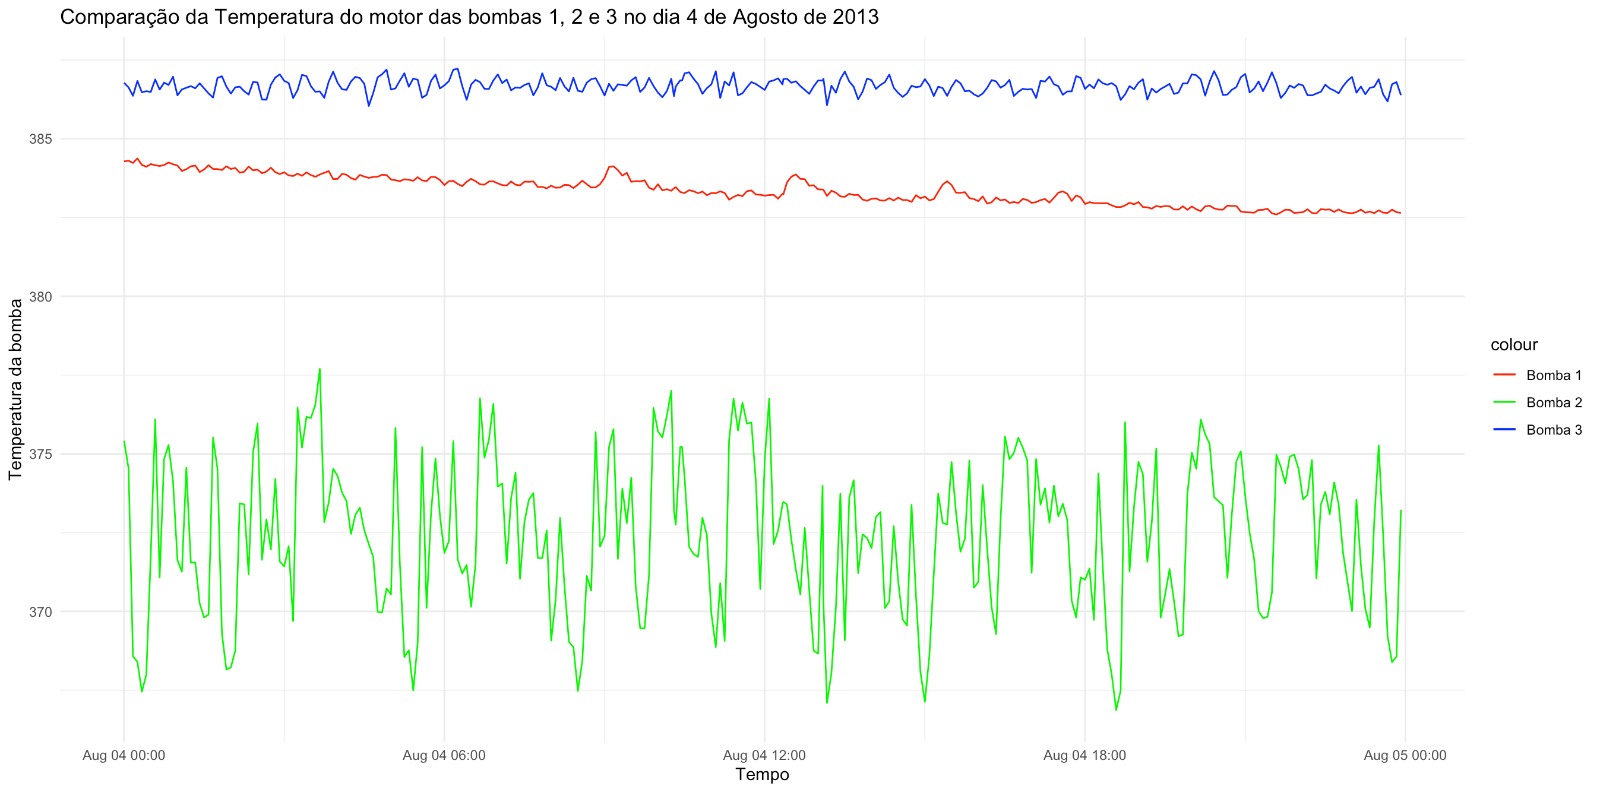 Comparação da Temperatura do motor das bombas 1, 2 e 3 no dia 4 de Agosto de 2013
Temperatura da bomba
385
380
375
370
Aug 04 00:00
Aug 04 06:00
Aug 04 12:00
Aug 04 18:00
Aug 05 00:00
Tempo
colour
Bomba 1
Bomba 2
Bomba 3